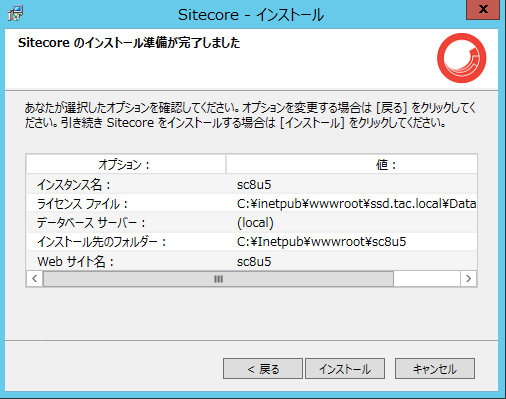 Sitecore - インストール
x
Sitecore のインストール準備が完了しました
あなたが選択したオプションを確認してください。オプションを変更する場合は [戻る] をクリックしてく
ださい。引き続き Sitecore をインストールする場合は [インストール] をクリックしてください。
オプション : 値 :
インスタンス名 : sc8u5
ライセンス ファイル : C:¥inetpub¥wwwroot¥ssd.tac.local¥Data
データベース サーバー : (local)
インストール先のフォルダー : C:¥Inetpub¥wwwroot¥sc8u5
Web サイト名 : sc8u5
< 戻る インストール キャンセル